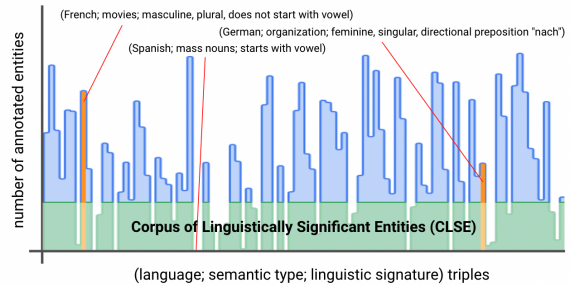 (French; movies; masculine, plural, does not start with vowel)
(German; organization; feminine, singular, directional preposition "nach")
(Spanish; mass nouns; starts with vowel)
number of annotated entities
Corpus of Linguistically Significant Entities (CLSE)
(language; semantic type; linguistic signature) triples